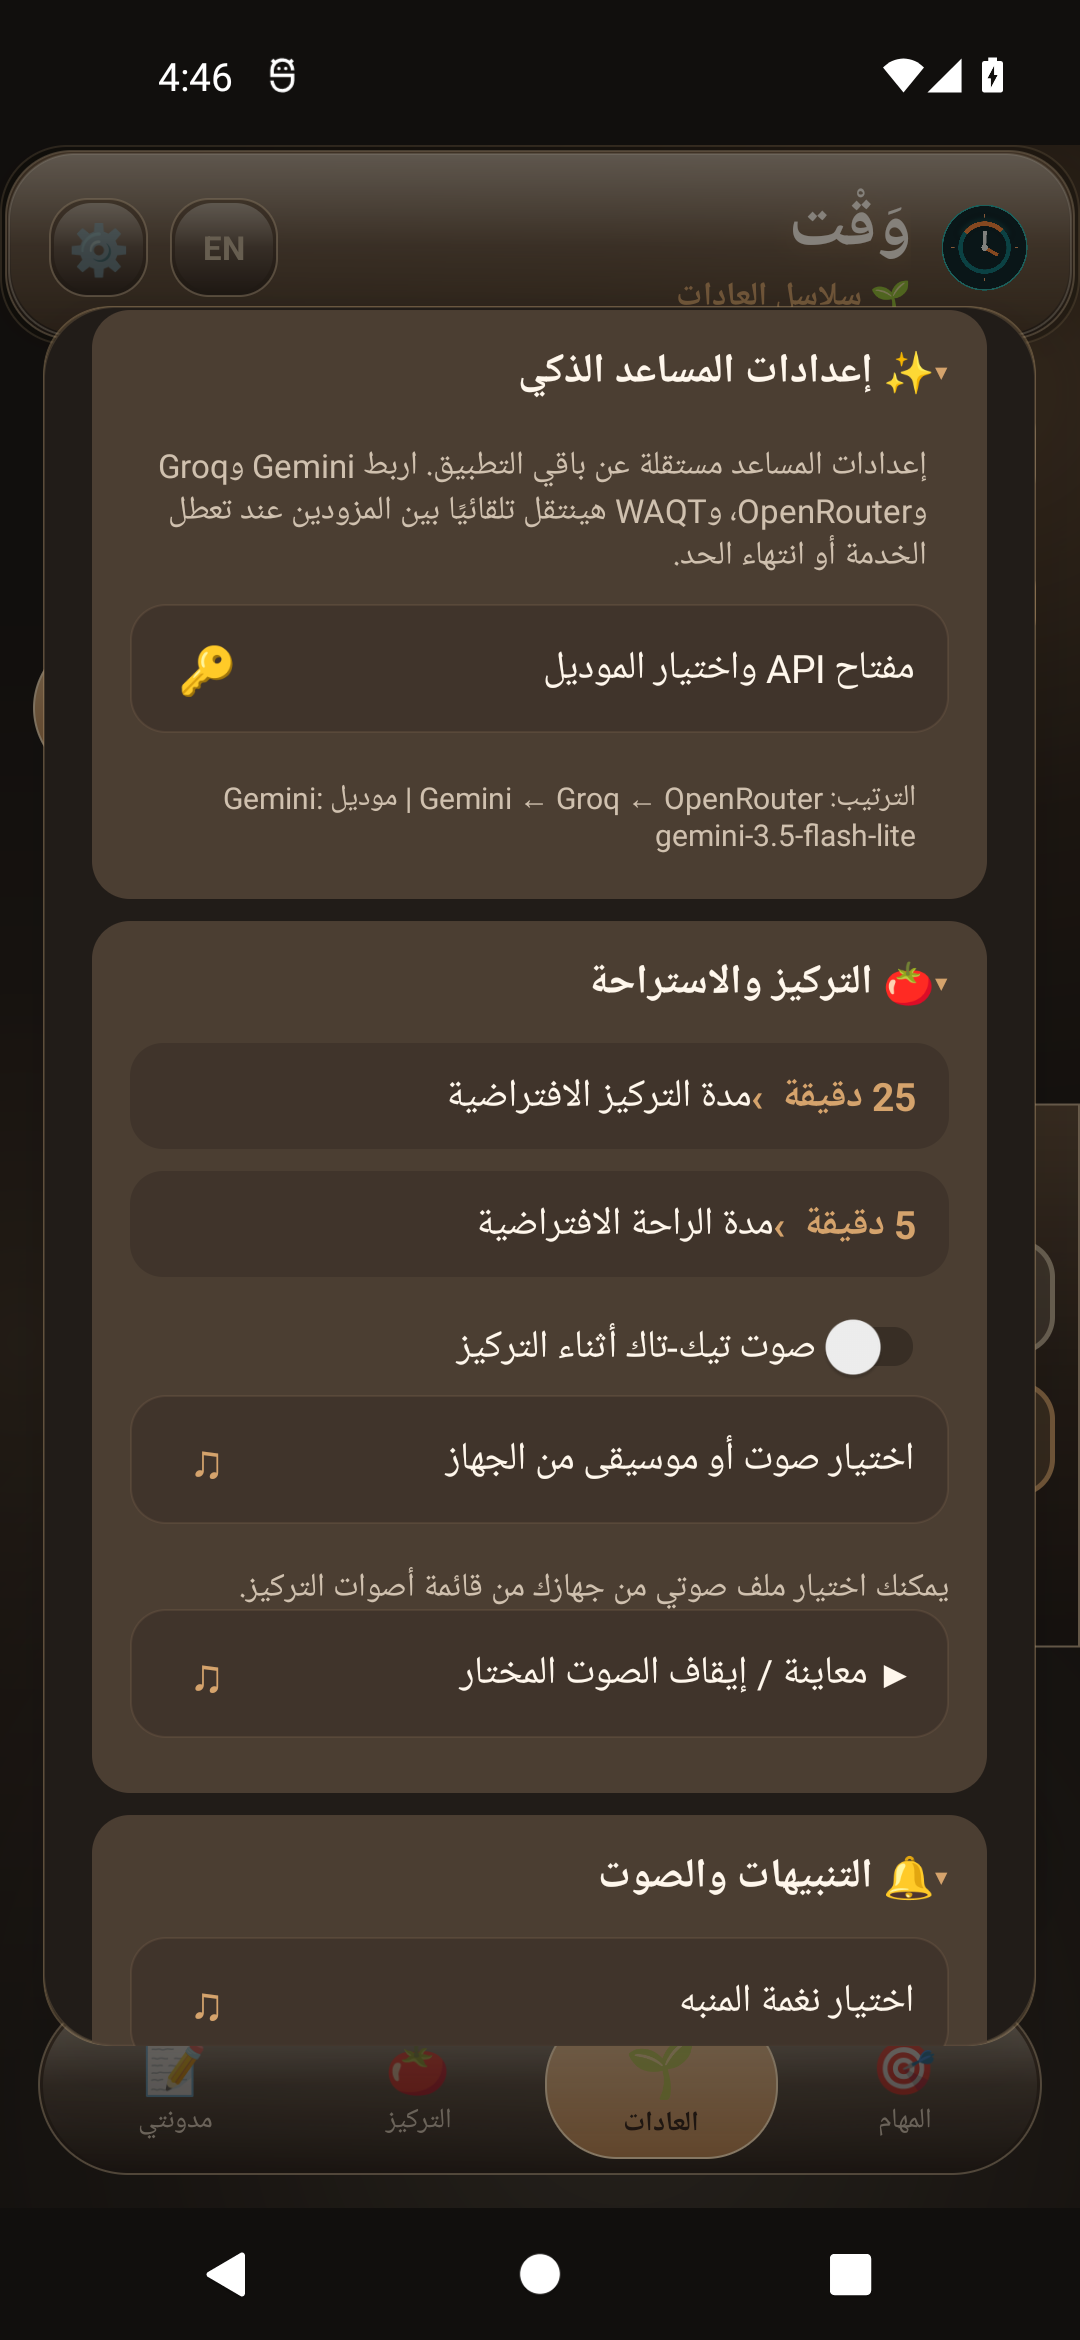 4:46
وَقْت
EN
🌱 سلاسل العادات
▾✨ إعدادات المساعد الذكي
إعدادات المساعد مستقلة عن باقي التطبيق. اربط Gemini وGroq
وOpenRouter، وWAQT هينتقل تلقائيًا بين المزودين عند تعطل
الخدمة أو انتهاء الحد.
مفتاح API واختيار الموديل 🔑
الترتيب: Gemini ← Groq ← OpenRouter | موديل Gemini:
gemini-3.5-flash-lite
▾🍅 التركيز والاستراحة
25 دقيقة ›مدة التركيز الافتراضية
5 دقيقة ›مدة الراحة الافتراضية
صوت تيك-تاك أثناء التركيز
اختيار صوت أو موسيقى من الجهاز ♫
يمكنك اختيار ملف صوتي من جهازك من قائمة أصوات التركيز.
▶ معاينة / إيقاف الصوت المختار ♫
▾🔔 التنبيهات والصوت
اختيار نغمة المنبه ♫
المهام
العادات
التركيز
مدونتي